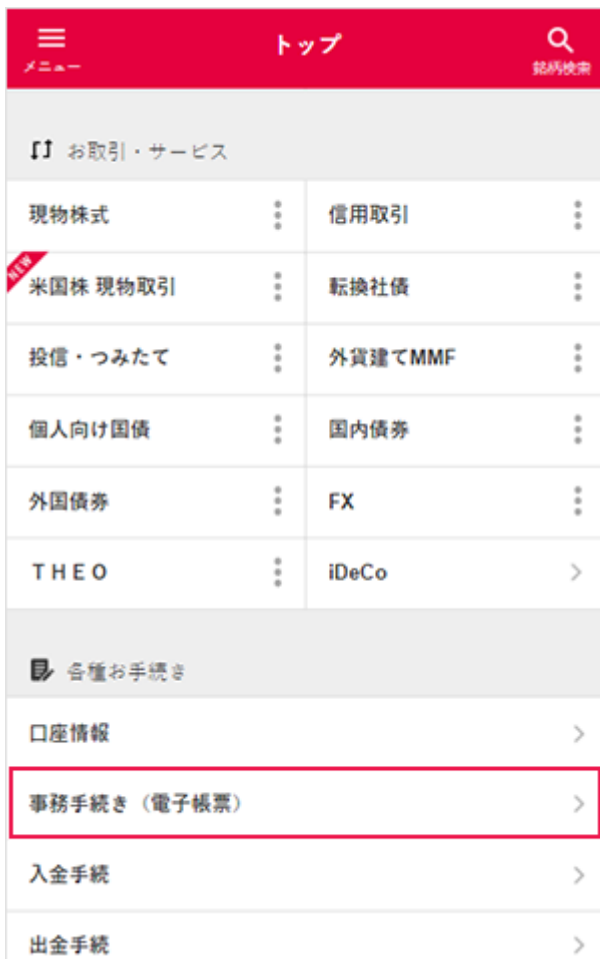 トップ
メニュー
銘柄検索
お取引・サービス
現物株式
信用取引
NEW
米国株 現物取引
転換社債
投信・つみたて
外貨建てMMF
個人向け国債
国内債券
外国債券
FX
ＴＨＥＯ
iDeCo
各種お手続き
口座情報
事務手続き（電子帳票）
入金手続
出金手続